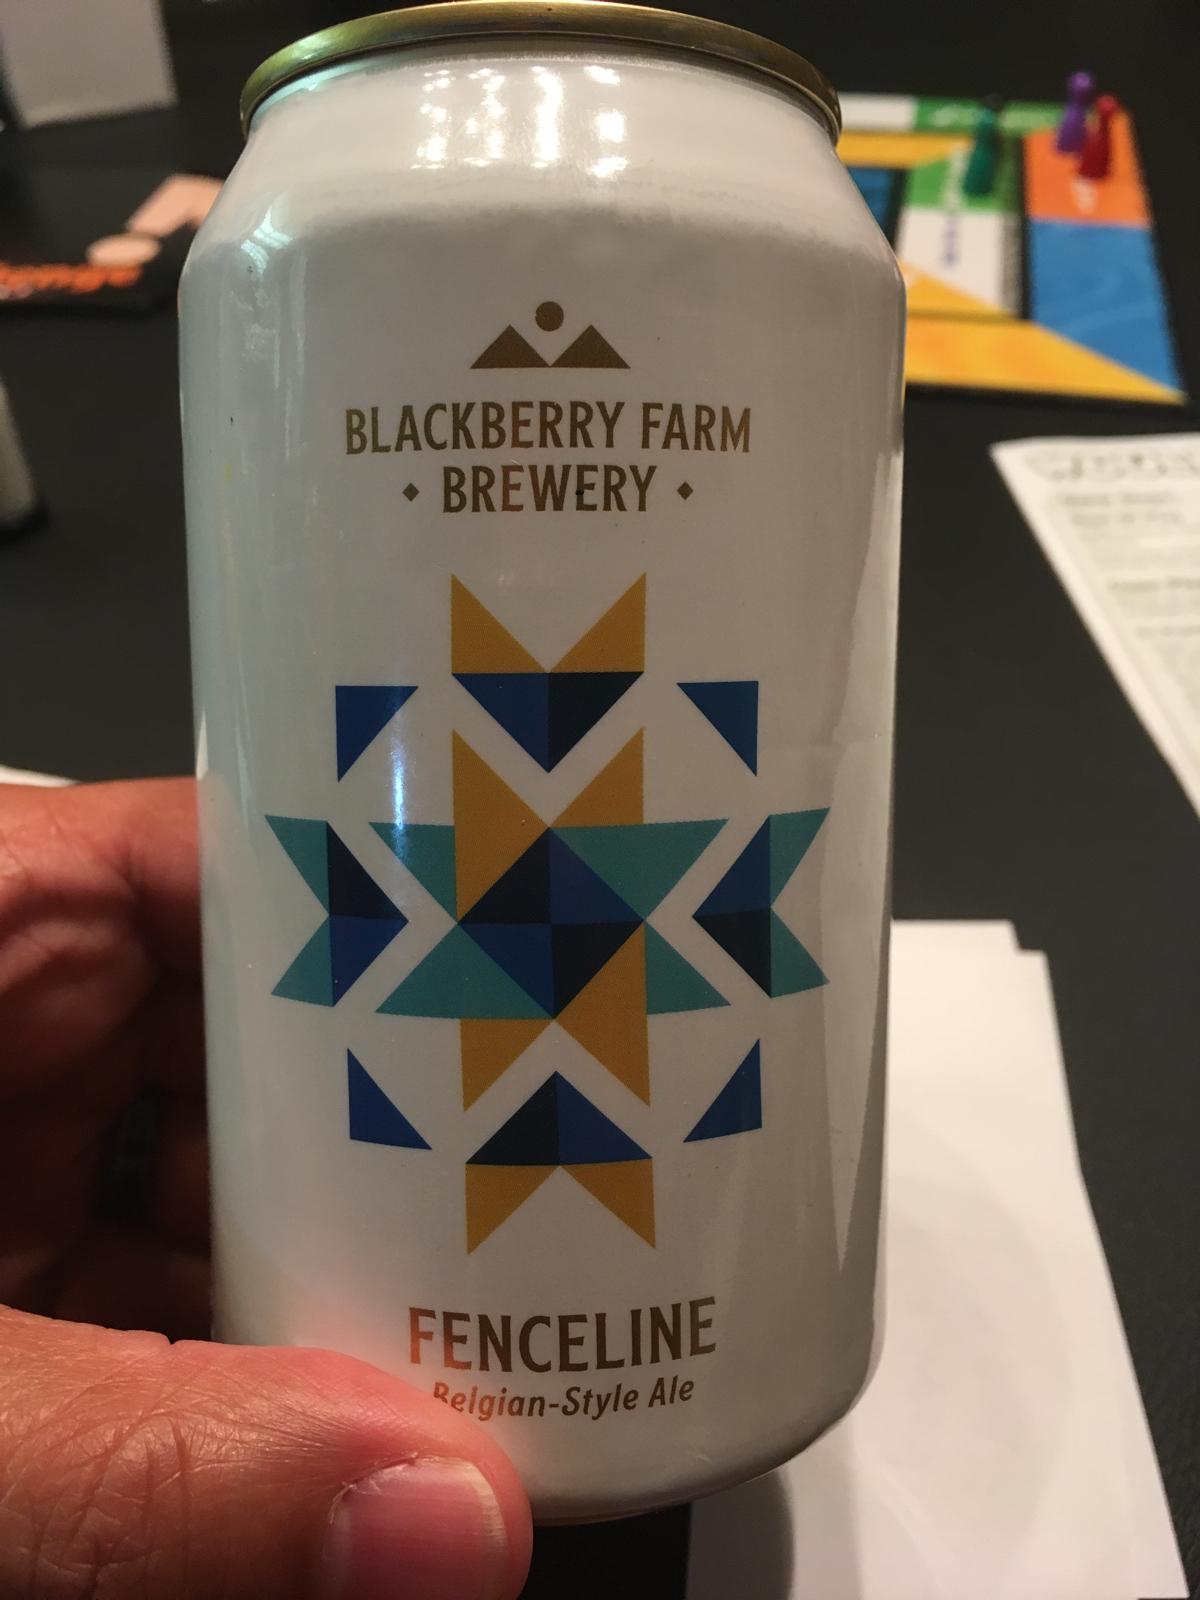 BLACKBERRY FARM
• BREWERY •
FENCELINE
Belgian-Style Ale